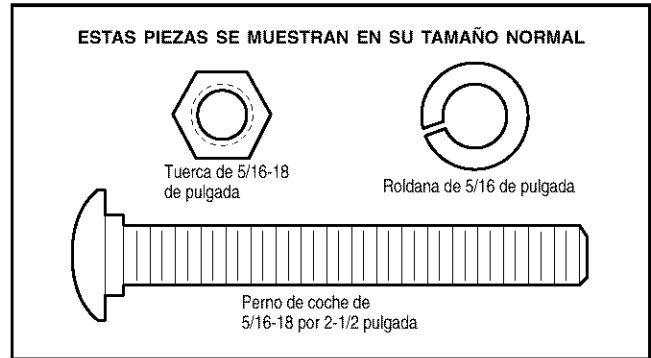 ESTAS PIEZAS SE MUESTRAN EN SU TAMAÑO NORMAL
Tuerca de 5/16-18
de pulgada
Roldana de 5/16 de pulgada
Perno de coche de
5/16-18 por 2-1/2 pulgada